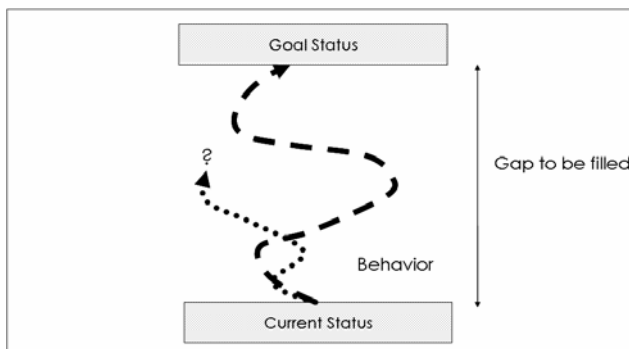 Goal Status
?
Gap to be filled
Behavior
Current Status